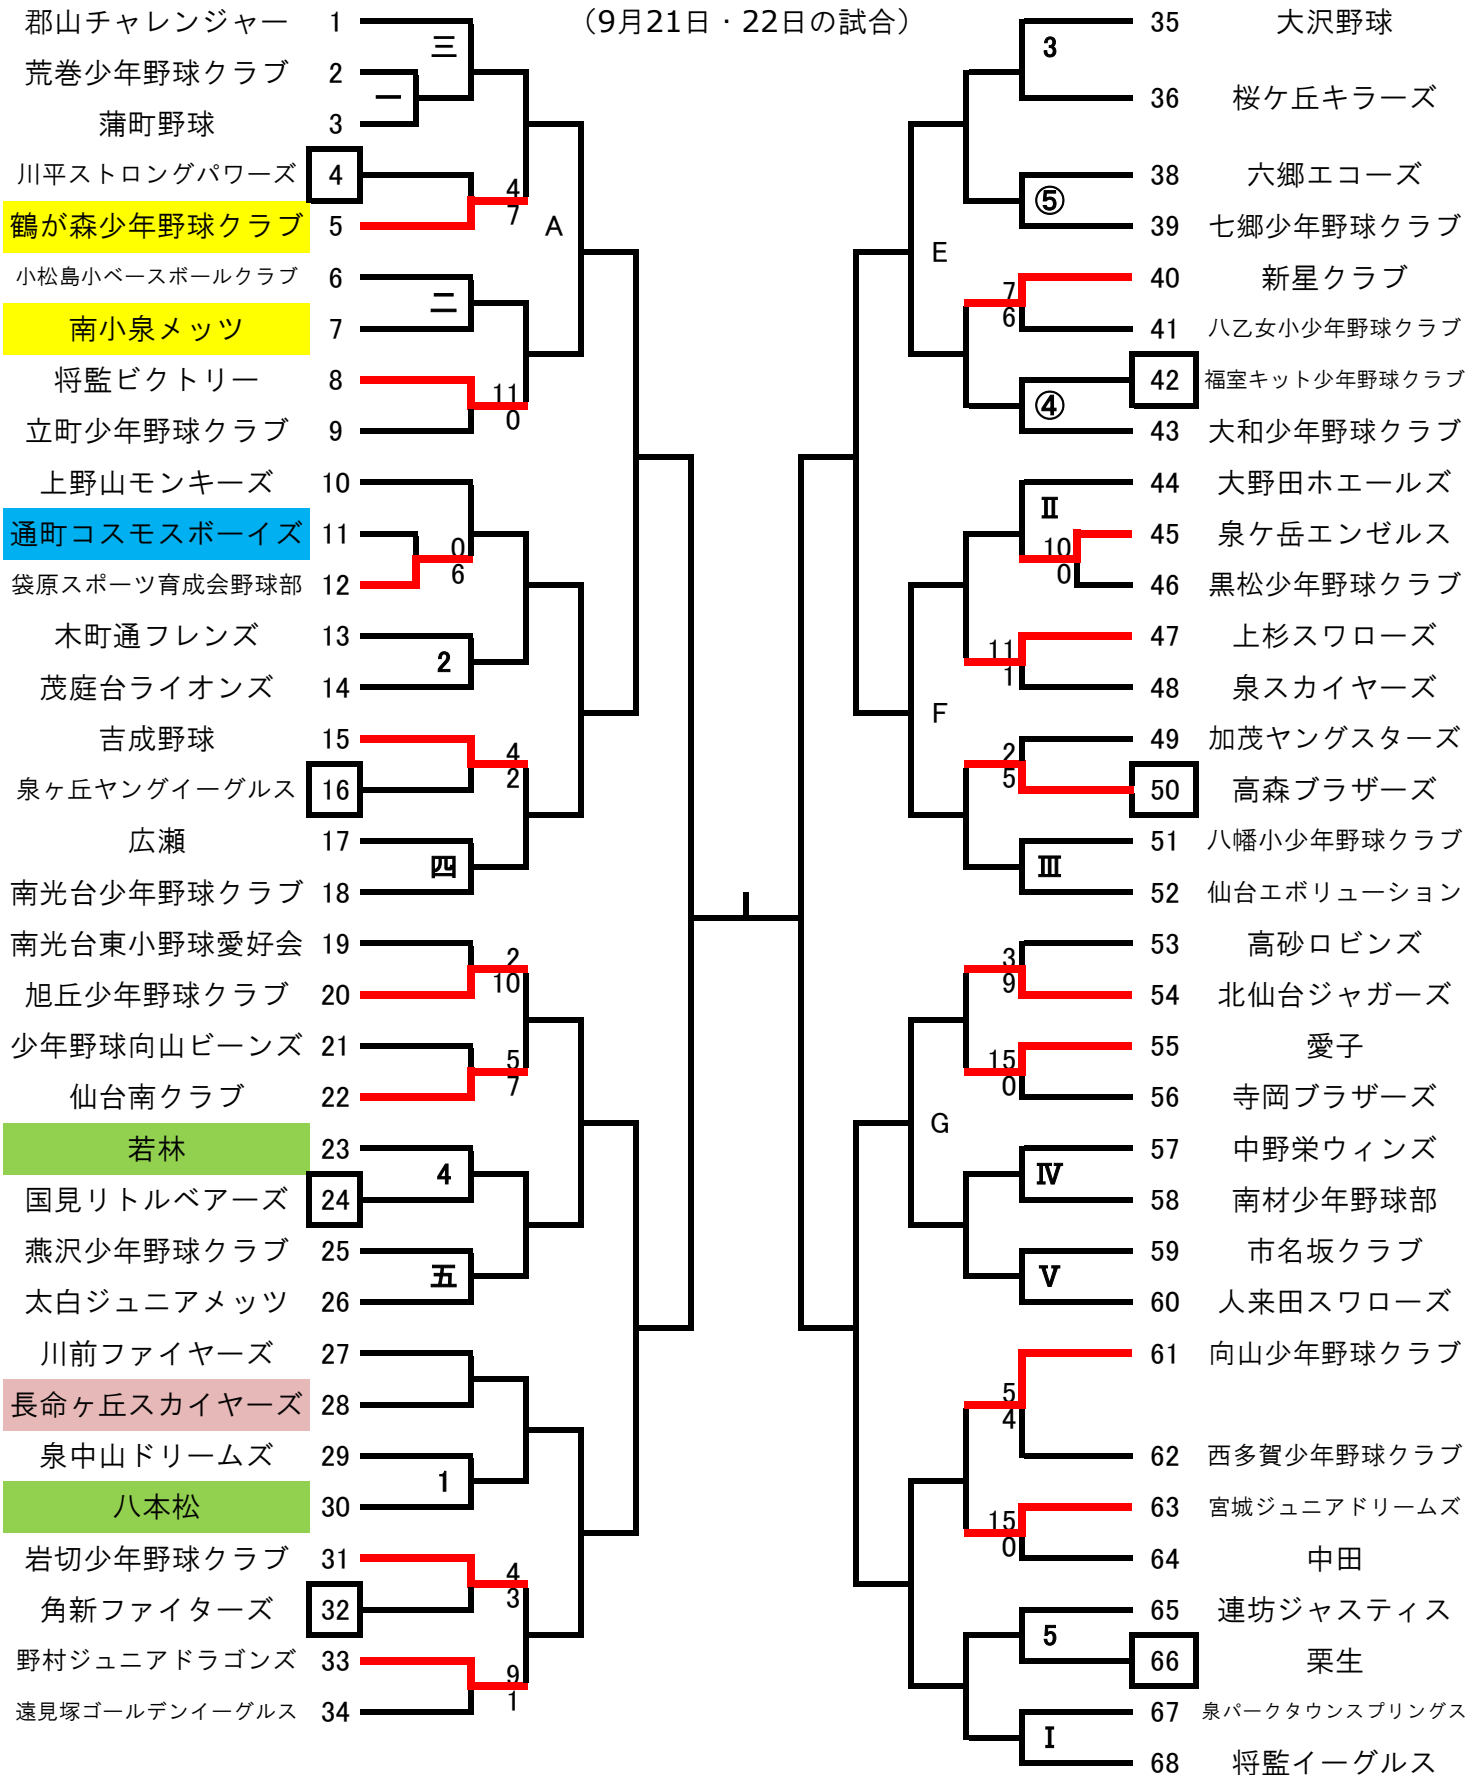 （9月21日・22日の試合）
郡山チャレンジャー 1
三
荒巻少年野球クラブ 2
一
蒲町野球 3
川平ストロングパワーズ 4
4
7
鶴が森少年野球クラブ 5
A
小松島小ベースボールクラブ 6
二
南小泉メッツ 7
将監ビクトリー 8
11
0
立町少年野球クラブ 9
上野山モンキーズ 10
通町コスモスボーイズ 11
0
6
袋原スポーツ育成会野球部 12
木町通フレンズ 13
2
茂庭台ライオンズ 14
吉成野球 15
4
2
泉ヶ丘ヤングイーグルス 16
広瀬 17
四
南光台少年野球クラブ 18
南光台東小野球愛好会 19
2
10
旭丘少年野球クラブ 20
少年野球向山ビーンズ 21
5
7
仙台南クラブ 22
若林 23
4
国見リトルベアーズ 24
燕沢少年野球クラブ 25
五
太白ジュニアメッツ 26
川前ファイヤーズ 27
長命ヶ丘スカイヤーズ 28
泉中山ドリームズ 29
1
八本松 30
岩切少年野球クラブ 31
4
3
角新ファイターズ 32
野村ジュニアドラゴンズ 33
9
1
遠見塚ゴールデンイーグルス 34
35 大沢野球
3
36 桜ケ丘キラーズ
38 六郷エコーズ
⑤
39 七郷少年野球クラブ
E
40 新星クラブ
7
6
41 八乙女小少年野球クラブ
42 福室キット少年野球クラブ
④
43 大和少年野球クラブ
44 大野田ホエールズ
Ⅱ
45 泉ケ岳エンゼルス
10
0
46 黒松少年野球クラブ
47 上杉スワローズ
11
1
48 泉スカイヤーズ
F
49 加茂ヤングスターズ
2
5
50 高森ブラザーズ
51 八幡小少年野球クラブ
Ⅲ
52 仙台エボリューション
53 高砂ロビンズ
3
9
54 北仙台ジャガーズ
55 愛子
15
0
56 寺岡ブラザーズ
G
57 中野栄ウィンズ
Ⅳ
58 南材少年野球部
59 市名坂クラブ
Ⅴ
60 人来田スワローズ
61 向山少年野球クラブ
5
4
62 西多賀少年野球クラブ
63 宮城ジュニアドリームズ
15
0
64 中田
65 連坊ジャスティス
5
66 栗生
67 泉パークタウンスプリングス
Ⅰ
68 将監イーグルス